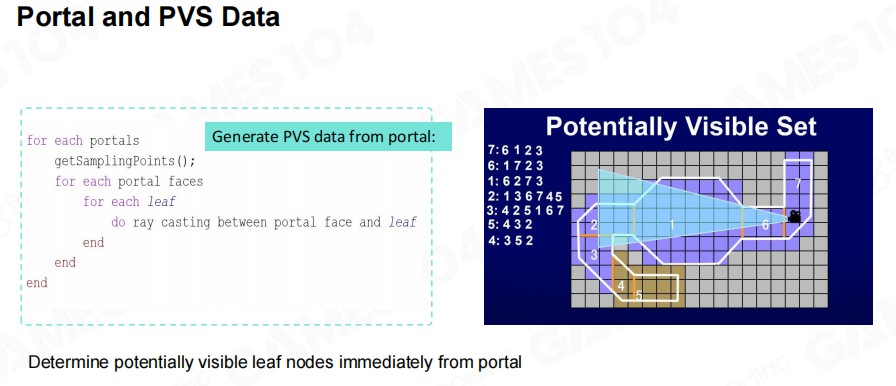 Portal and PVS Data
Generate PVS data from portal:
for each portals
getSamplingPoints();
for each portal faces
for each leaf
do ray casting between portal face and leaf
end
end
end
Potentially Visible Set
7:6 1 2 3
6:1 7 2 3
1:6 2 7 3
2:1 3 6 7 4 5
3:4 2 5 1 6 7
5:4 3 2
4:3 5 2
7
2
1
6
3
4
5
Determine potentially visible leaf nodes immediately from portal
GAMES104